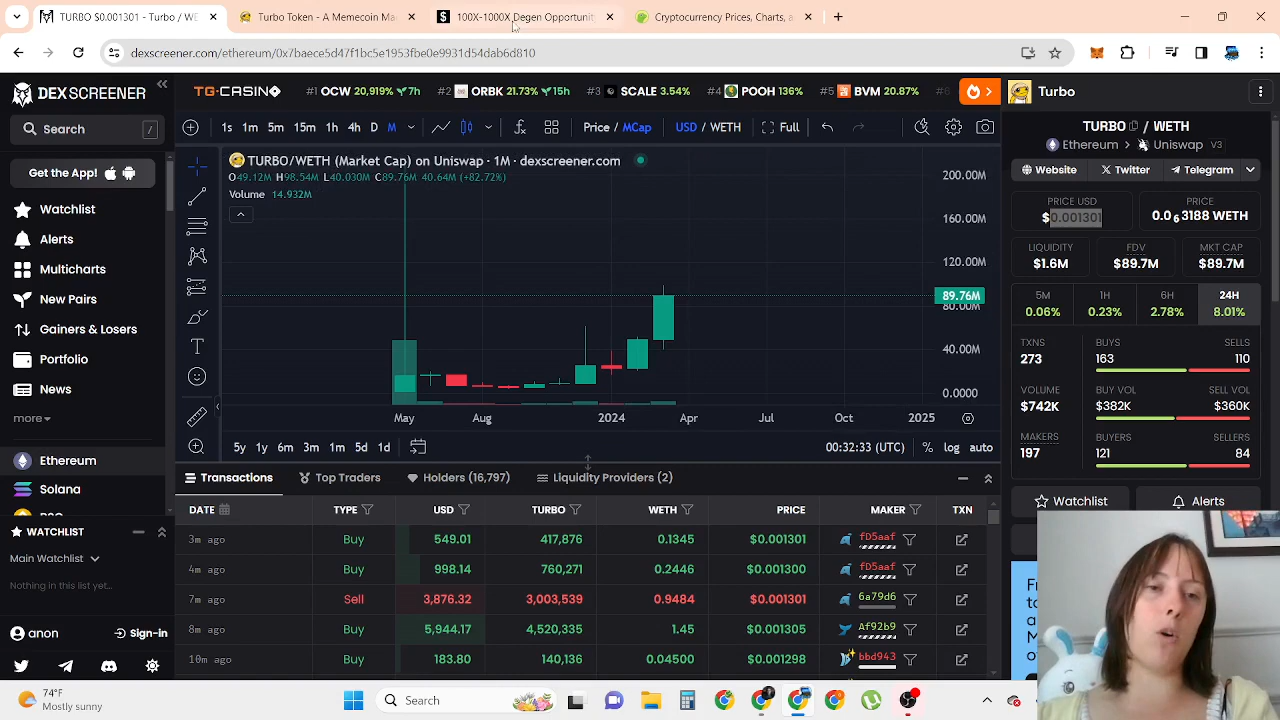 TURBO $0.001301 - Turbo / WE
Turbo Token - A Memecoin Ma
$
100X-1000X Degen Opportunit
Cryptocurrency Prices, Charts, a
dexscreener.com/ethereum/0x7baece5d47f1bc5e1953fbe0e9931d54dab6d810
DEXSCREENER
TG.CASINO
#1 OCW 20,919% 7h
#2 ORBK 21.73% 15h
#3 SCALE 3.54%
#4 POOH 136%
#5 BVM 20.87%
Turbo
Search
/
1s 1m 5m 15m 1h 4h D M
Price / MCap
USD / WETH
Full
TURBO / WETH
Ethereum > Uniswap V3
Get the App!
TURBO/WETH (Market Cap) on Uniswap · 1M · dexscreener.com
O49.12M H98.54M L40.030M C89.76M 40.64M (+82.72%)
Volume 14.932M
200.00M
160.00M
120.00M
89.76M
80.00M
40.00M
0.0000
Website
Twitter
Telegram
Watchlist
Alerts
Multicharts
New Pairs
Gainers & Losers
Portfolio
News
more
Ethereum
Solana
PRICE USD
$0.001301
PRICE
0.0₆3188 WETH
LIQUIDITY
$1.6M
FDV
$89.7M
MKT CAP
$89.7M
5M
0.06%
1H
0.23%
6H
2.78%
24H
8.01%
May Aug 2024 Apr Jul Oct 2025
5y 1y 6m 3m 1m 5d 1d
00:32:33 (UTC)
% log auto
TXNS
273
BUYS
163
SELLS
110
VOLUME
$742K
BUY VOL
$382K
SELL VOL
$360K
MAKERS
197
BUYERS
121
SELLERS
84
Watchlist
Alerts
Transactions
Top Traders
Holders (16,797)
Liquidity Providers (2)
DATE TYPE USD TURBO WETH PRICE MAKER TXN
3m ago Buy 549.01 417,876 0.1345 $0.001301 fD5aaf
4m ago Buy 998.14 760,271 0.2446 $0.001300 fD5aaf
7m ago Sell 3,876.32 3,003,539 0.9484 $0.001301 6a79d6
8m ago Buy 5,944.17 4,520,335 1.45 $0.001305 Af92b9
10m ago Buy 183.80 140,136 0.04500 $0.001298 bbd943
WATCHLIST
Main Watchlist
Nothing in this list yet...
anon
Sign-in
74°F
Mostly sunny
Search